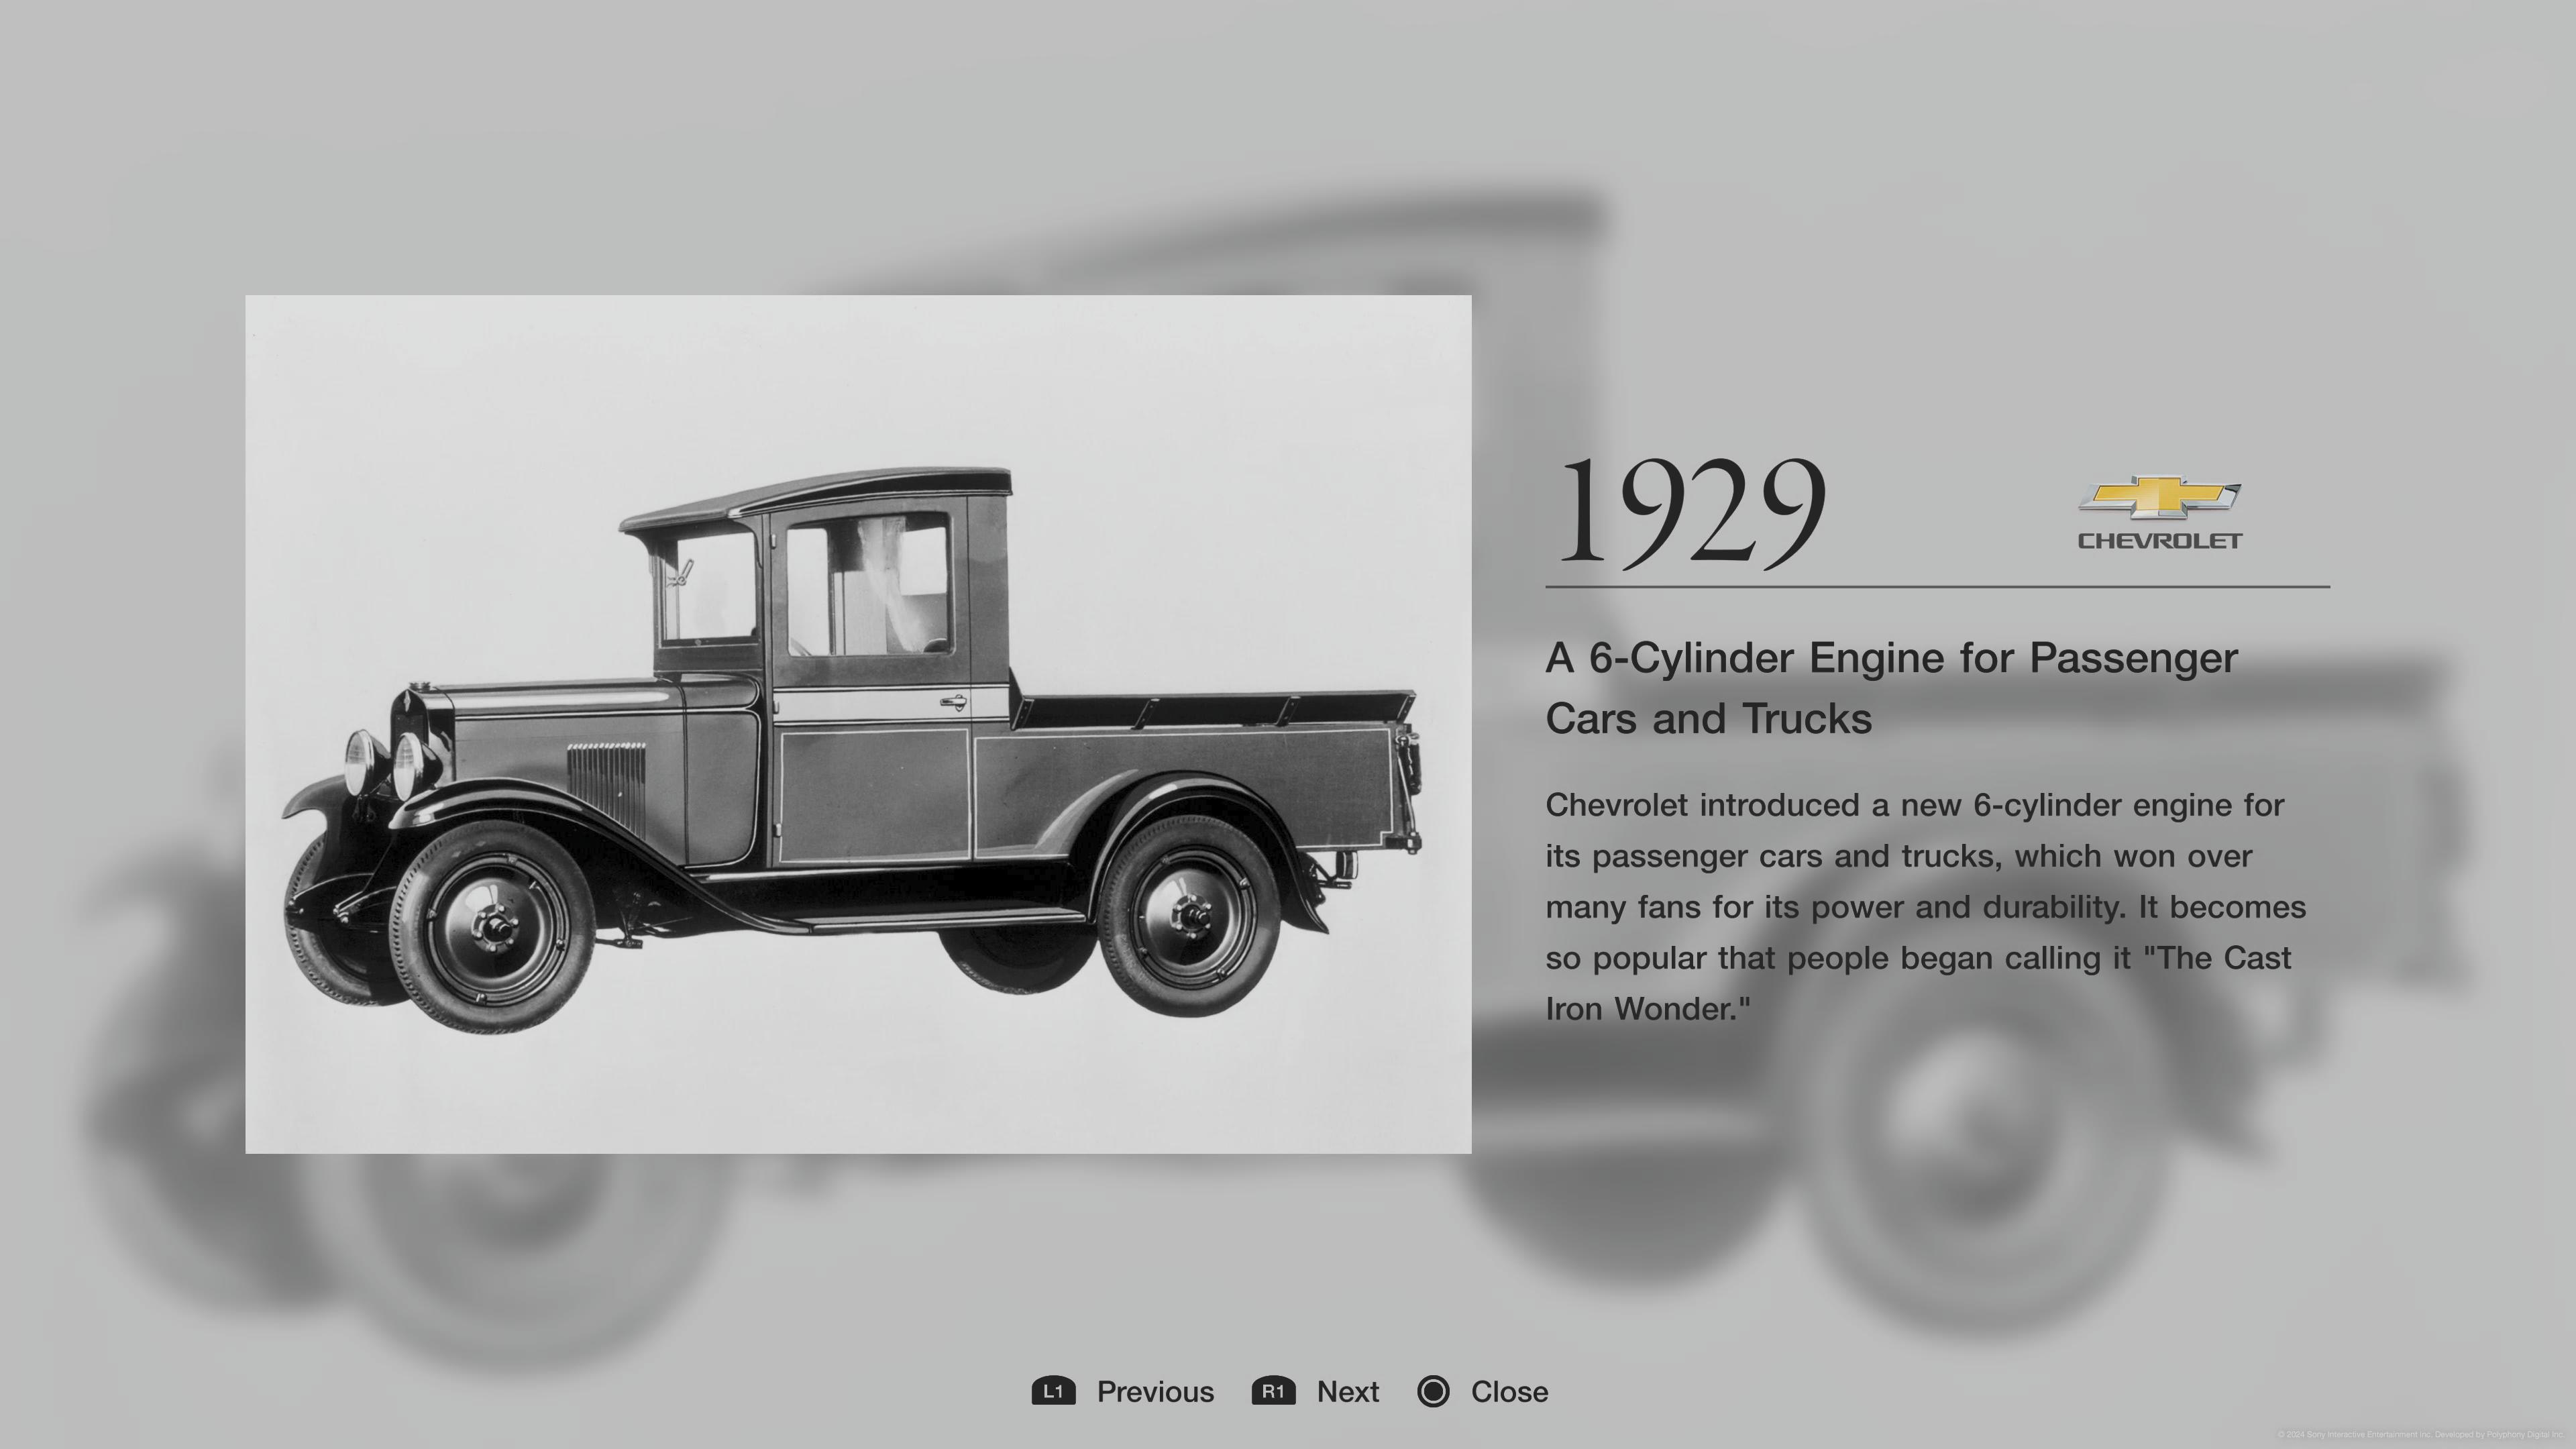 1929
CHEVROLET
A 6-Cylinder Engine for Passenger
Cars and Trucks
Chevrolet introduced a new 6-cylinder engine for
its passenger cars and trucks, which won over
many fans for its power and durability. It becomes
so popular that people began calling it "The Cast
Iron Wonder."
L1 Previous R1 Next Close
© 2024 Sony Interactive Entertainment Inc. Developed by Polyphony Digital Inc.